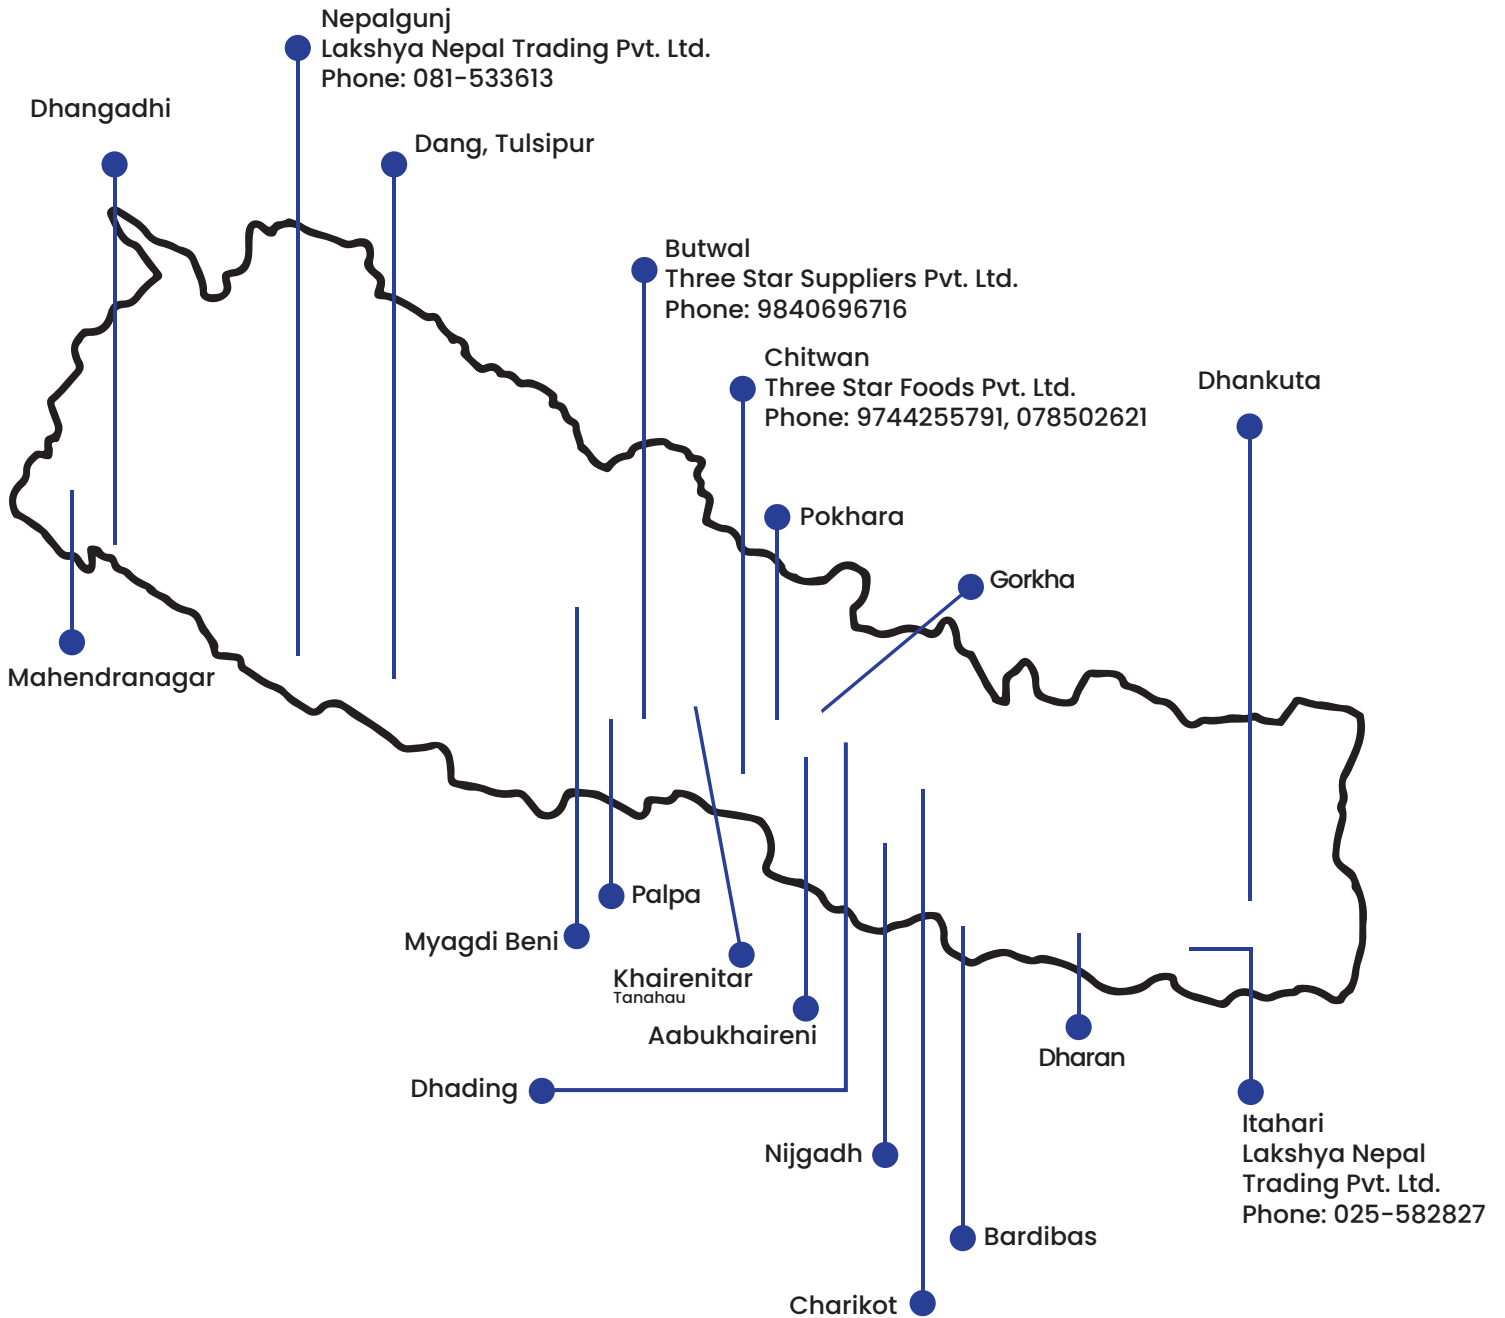 Nepalgunj
Lakshya Nepal Trading Pvt. Ltd.
Phone: 081-533613
Dhangadhi
Dang, Tulsipur
Butwal
Three Star Suppliers Pvt. Ltd.
Phone: 9840696716
Chitwan
Three Star Foods Pvt. Ltd.
Phone: 9744255791, 078502621
Dhankuta
Pokhara
Gorkha
Mahendranagar
Palpa
Myagdi Beni
Khairenitar
Tanahau
Aabukhaireni
Dharan
Dhading
Itahari
Lakshya Nepal
Trading Pvt. Ltd.
Phone: 025-582827
Nijgadh
Bardibas
Charikot